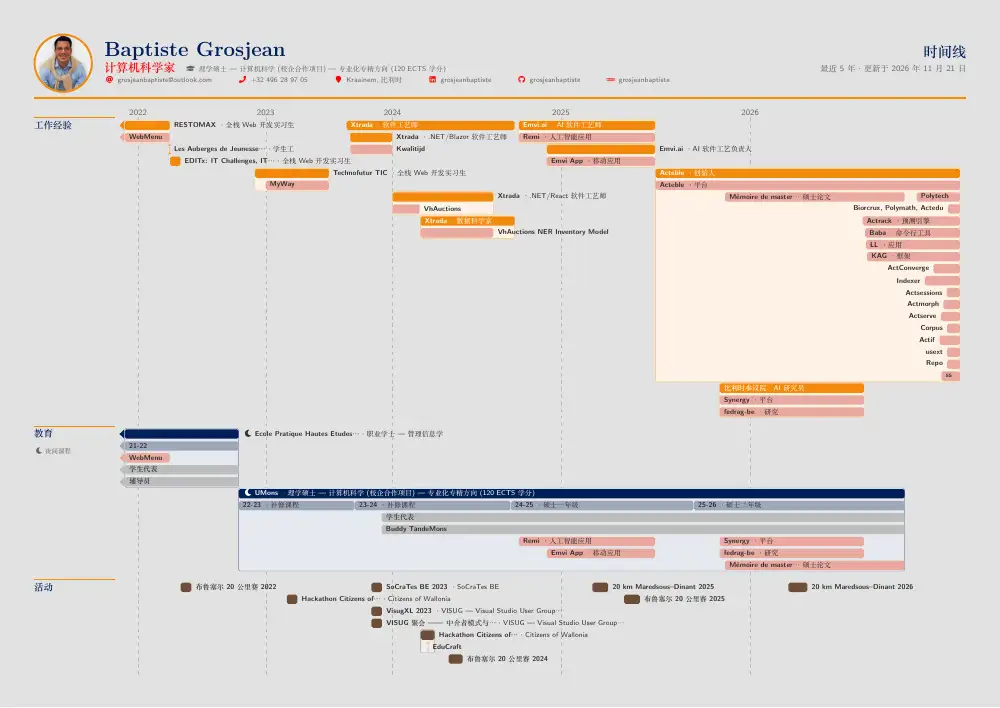 Baptiste Grosjean
时间线
计算机科学家 理学硕士 — 计算机科学 (校企合作项目) — 专业化专精方向 (120 ECTS 学分)
最近 5 年 · 更新于 2026 年 11 月 21 日
grosjeanbaptiste@outlook.com +32 496 28 97 05 Kraainem, 比利时 grosjeanbaptiste grosjeanbaptiste grosjeanbaptiste
2022 2023 2024 2025 2026
工作经验
RESTOMAX · 全栈 Web 开发实习生
Xtrada · 软件工艺师
Emvi.ai · AI 软件工艺师
WebMenu
Xtrada · .NET/Blazor 软件工艺师
Remi · 人工智能应用
Les Auberges de Jeunesse… · 学生工
Kwalitijd
Emvi.ai · AI 软件工艺负责人
EDITx: IT Challenges, IT… · 全栈 Web 开发实习生
Emvi App · 移动应用
Technofutur TIC · 全栈 Web 开发实习生
Acteble · 创始人
MyWay
Acteble · 平台
Xtrada · .NET/React 软件工艺师
Mémoire de master · 硕士论文
Polytech
VhAuctions
Biorcrux, Polymath, Actedu
Xtrada · 数据科学家
Actrack · 预测引擎
VhAuctions NER Inventory Model
Baba · 命令行工具
LL · 应用
KAG · 框架
ActConverge
Indexer
Actsessions
Actmorph
Actserve
Corpus
Actif
usext
Repo
ss
比利时参议院 · AI 研究员
Synergy · 平台
fedrag-be · 研究
教育
Ecole Pratique Hautes Etudes… · 职业学士 — 管理信息学
夜间课程
21-22
WebMenu
学生代表
辅导员
UMons · 理学硕士 — 计算机科学 (校企合作项目) — 专业化专精方向 (120 ECTS 学分)
22-23 · 补修课程
23-24 · 补修课程
24-25 · 硕士一年级
25-26 · 硕士二年级
学生代表
Buddy TandeMons
Remi · 人工智能应用
Synergy · 平台
Emvi App · 移动应用
fedrag-be · 研究
Mémoire de master · 硕士论文
活动
布鲁塞尔 20 公里赛 2022
SoCraTes BE 2023 · SoCraTes BE
20 km Maredsous–Dinant 2025
20 km Maredsous–Dinant 2026
Hackathon Citizens of… · Citizens of Wallonia
布鲁塞尔 20 公里赛 2025
VisugXL 2023 · VISUG — Visual Studio User Group…
VISUG 聚会 —— 中介者模式与… · VISUG — Visual Studio User Group…
Hackathon Citizens of… · Citizens of Wallonia
EduCraft
布鲁塞尔 20 公里赛 2024